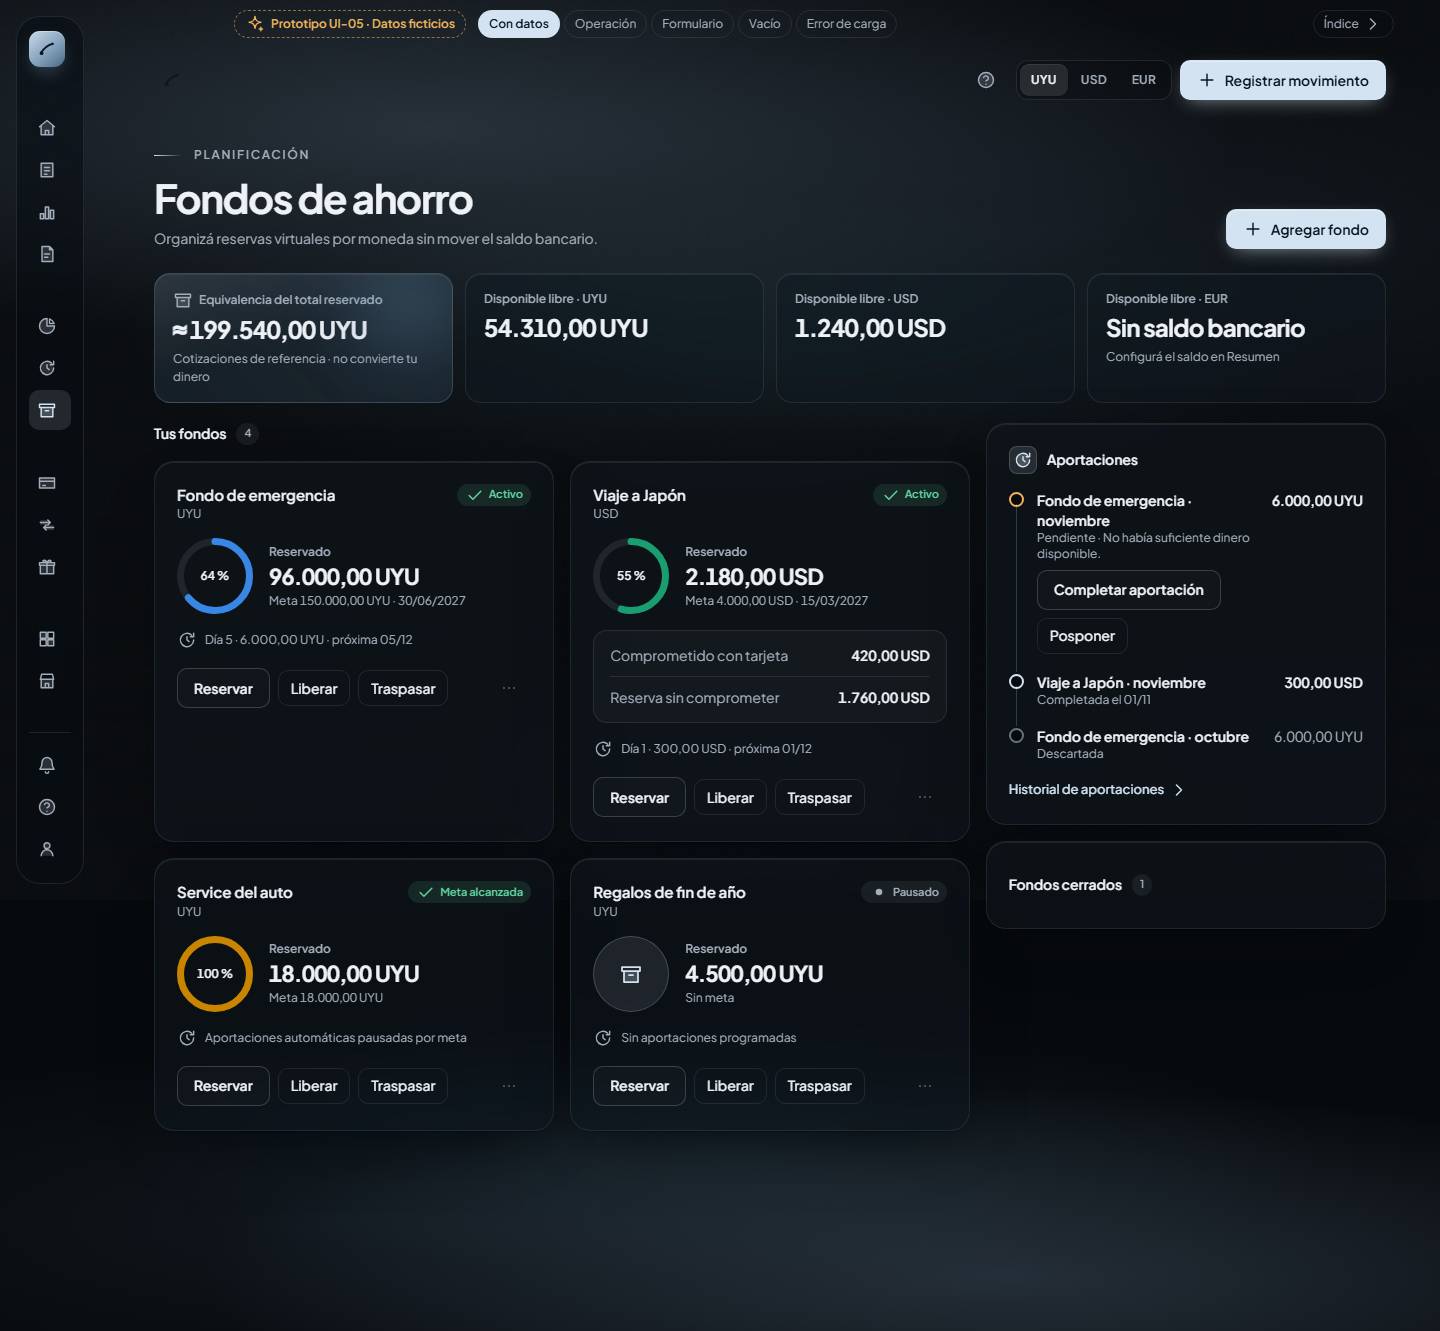 Prototipo UI-05 · Datos ficticios
Con datos
Operación
Formulario
Vacío
Error de carga
Índice
UYU
USD
EUR
Registrar movimiento
PLANIFICACIÓN
Fondos de ahorro
Organizá reservas virtuales por moneda sin mover el saldo bancario.
Agregar fondo
Equivalencia del total reservado
≈199.540,00 UYU
Cotizaciones de referencia · no convierte tu
dinero
Disponible libre · UYU
54.310,00 UYU
Disponible libre · USD
1.240,00 USD
Disponible libre · EUR
Sin saldo bancario
Configurá el saldo en Resumen
Tus fondos 4
Fondo de emergencia
Activo
UYU
64 %
Reservado
96.000,00 UYU
Meta 150.000,00 UYU · 30/06/2027
Día 5 · 6.000,00 UYU · próxima 05/12
Reservar
Liberar
Traspasar
...
Viaje a Japón
Activo
USD
55 %
Reservado
2.180,00 USD
Meta 4.000,00 USD · 15/03/2027
Comprometido con tarjeta 420,00 USD
Reserva sin comprometer 1.760,00 USD
Día 1 · 300,00 USD · próxima 01/12
Reservar
Liberar
Traspasar
...
Service del auto
Meta alcanzada
UYU
100 %
Reservado
18.000,00 UYU
Meta 18.000,00 UYU
Aportaciones automáticas pausadas por meta
Reservar
Liberar
Traspasar
...
Regalos de fin de año
Pausado
UYU
Reservado
4.500,00 UYU
Sin meta
Sin aportaciones programadas
Reservar
Liberar
Traspasar
...
Aportaciones
Fondo de emergencia · 6.000,00 UYU
noviembre
Pendiente · No había suficiente dinero
disponible.
Completar aportación
Posponer
Viaje a Japón · noviembre 300,00 USD
Completada el 01/11
Fondo de emergencia · octubre 6.000,00 UYU
Descartada
Historial de aportaciones
Fondos cerrados 1